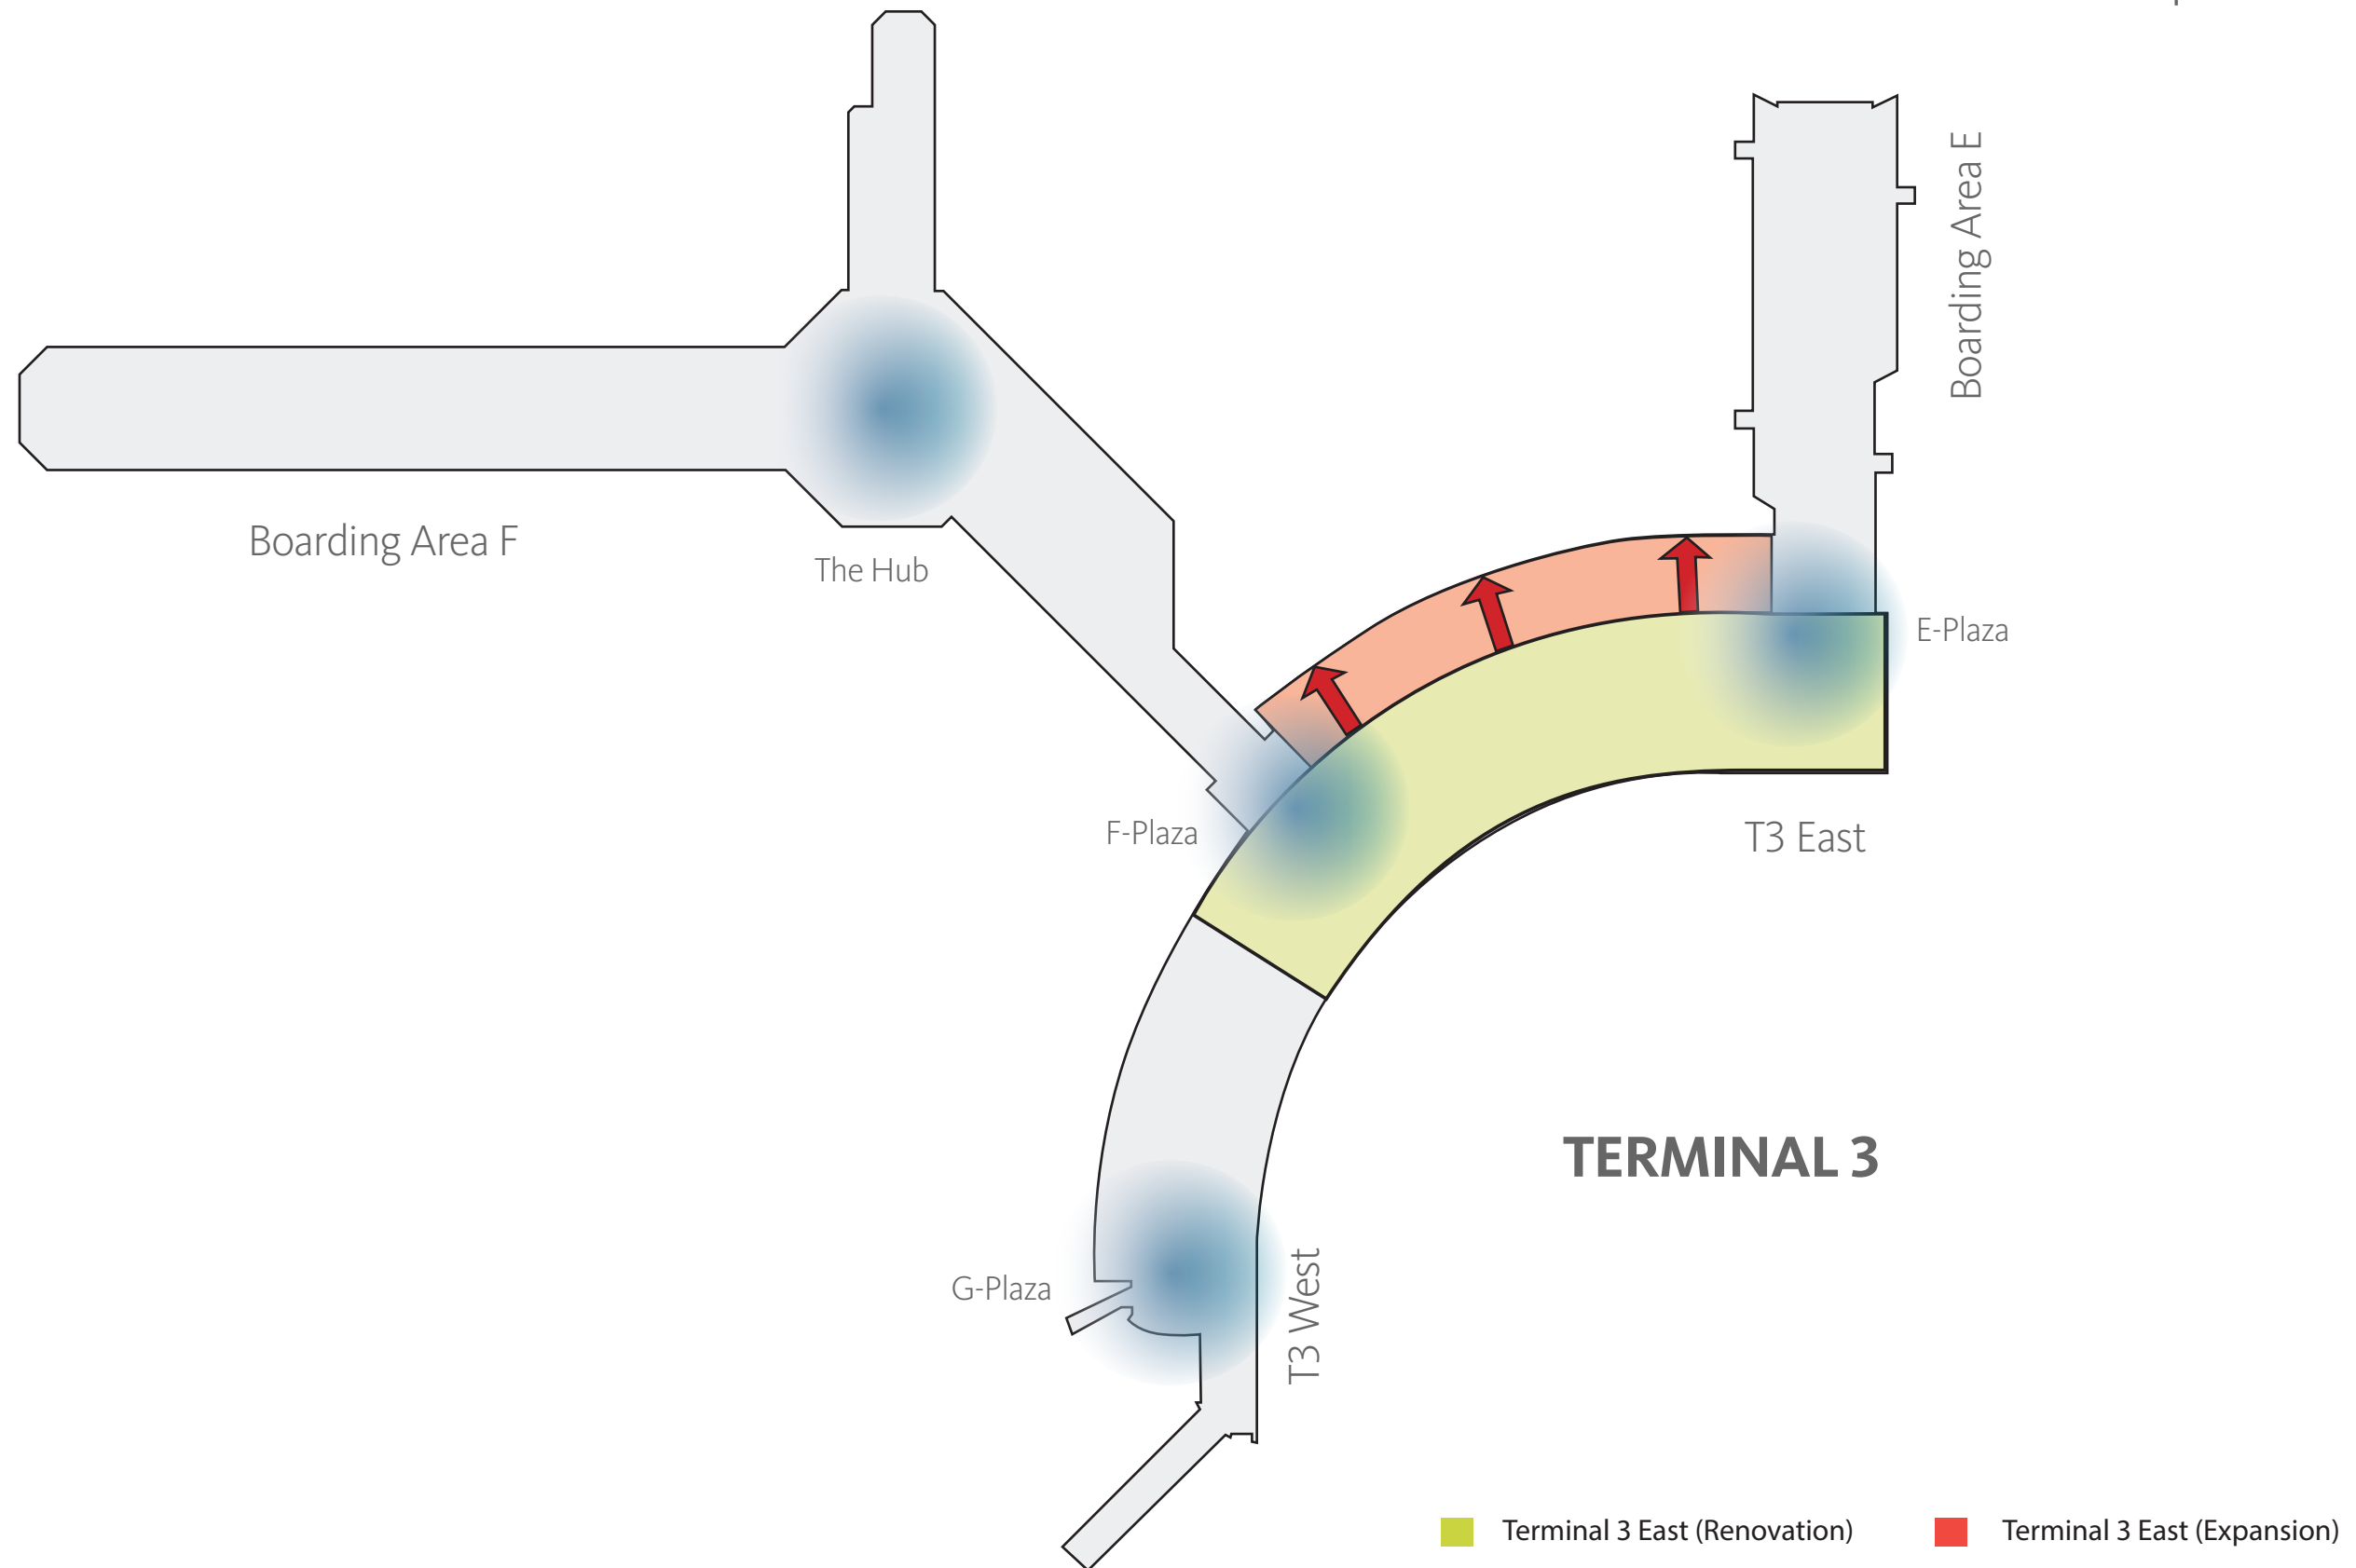 Boarding Area E
Boarding Area F
The Hub
E-Plaza
F-Plaza
T3 East
TERMINAL 3
G-Plaza
T3 West
Terminal 3 East (Renovation)
Terminal 3 East (Expansion)